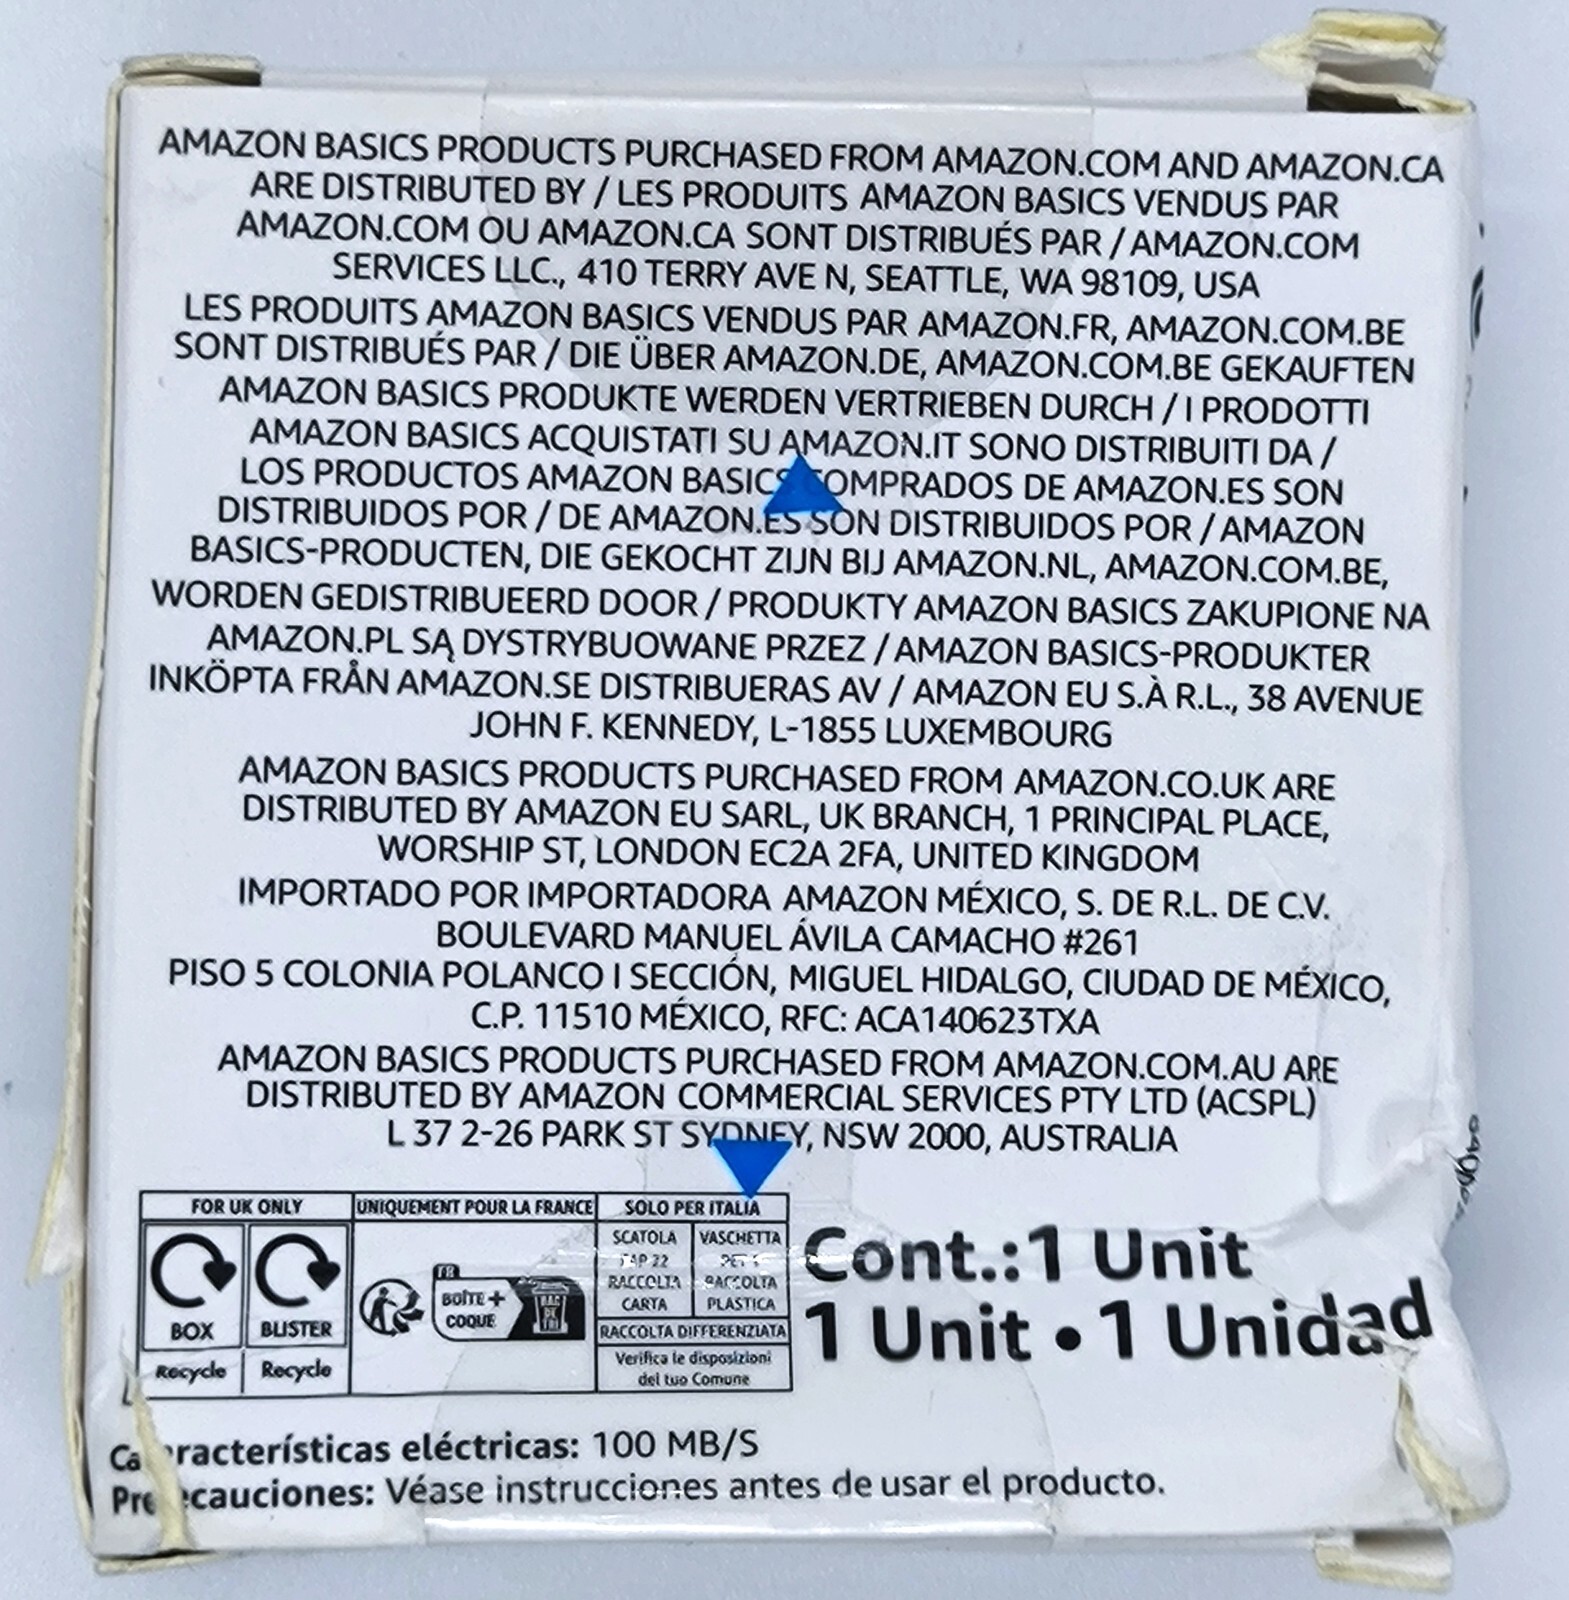 AMAZON BASICS PRODUCTS PURCHASED FROM AMAZON.COM AND AMAZON.CA
ARE DISTRIBUTED BY / LES PRODUITS AMAZON BASICS VENDUS PAR
AMAZON.COM OU AMAZON.CA SONT DISTRIBUÉS PAR / AMAZON.COM
SERVICES LLC., 410 TERRY AVE N, SEATTLE, WA 98109, USA
LES PRODUITS AMAZON BASICS VENDUS PAR AMAZON.FR, AMAZON.COM.BE
SONT DISTRIBUÉS PAR / DIE ÜBER AMAZON.DE, AMAZON.COM.BE GEKAUFTEN
AMAZON BASICS PRODUKTE WERDEN VERTRIEBEN DURCH / I PRODOTTI
AMAZON BASICS ACQUISTATI SU AMAZON.IT SONO DISTRIBUITI DA /
LOS PRODUCTOS AMAZON BASICS COMPRADOS DE AMAZON.ES SON
DISTRIBUIDOS POR / DE AMAZON.ES SON DISTRIBUIDOS POR / AMAZON
BASICS-PRODUCTEN, DIE GEKOCHT ZIJN BIJ AMAZON.NL, AMAZON.COM.BE,
WORDEN GEDISTRIBUEERD DOOR / PRODUKTY AMAZON BASICS ZAKUPIONE NA
AMAZON.PL SĄ DYSTRYBUOWANE PRZEZ / AMAZON BASICS-PRODUKTER
INKÖPTA FRÅN AMAZON.SE DISTRIBUERAS AV / AMAZON EU S.À R.L., 38 AVENUE
JOHN F. KENNEDY, L-1855 LUXEMBOURG
AMAZON BASICS PRODUCTS PURCHASED FROM AMAZON.CO.UK ARE
DISTRIBUTED BY AMAZON EU SARL, UK BRANCH, 1 PRINCIPAL PLACE,
WORSHIP ST, LONDON EC2A 2FA, UNITED KINGDOM
IMPORTADO POR IMPORTADORA AMAZON MÉXICO, S. DE R.L. DE C.V.
BOULEVARD MANUEL ÁVILA CAMACHO #261
PISO 5 COLONIA POLANCO I SECCIÓN, MIGUEL HIDALGO, CIUDAD DE MÉXICO,
C.P. 11510 MÉXICO, RFC: ACA140623TXA
AMAZON BASICS PRODUCTS PURCHASED FROM AMAZON.COM.AU ARE
DISTRIBUTED BY AMAZON COMMERCIAL SERVICES PTY LTD (ACSPL)
L 37 2-26 PARK ST SYDNEY, NSW 2000, AUSTRALIA
FOR UK ONLY
BOX
BLISTER
Recycle
Recycle
UNIQUEMENT POUR LA FRANCE
FR
BOÎTE +
COQUE
BAC
DE
TRI
SOLO PER ITALIA
SCATOLA
PAP 22
RACCOLTA
CARTA
VASCHETTA
RACCOLTA
PLASTICA
RACCOLTA DIFFERENZIATA
Verifica le disposizioni
del tuo Comune
Cont.:1 Unit
1 Unit • 1 Unidad
Características eléctricas: 100 MB/S
Precauciones: Véase instrucciones antes de usar el producto.